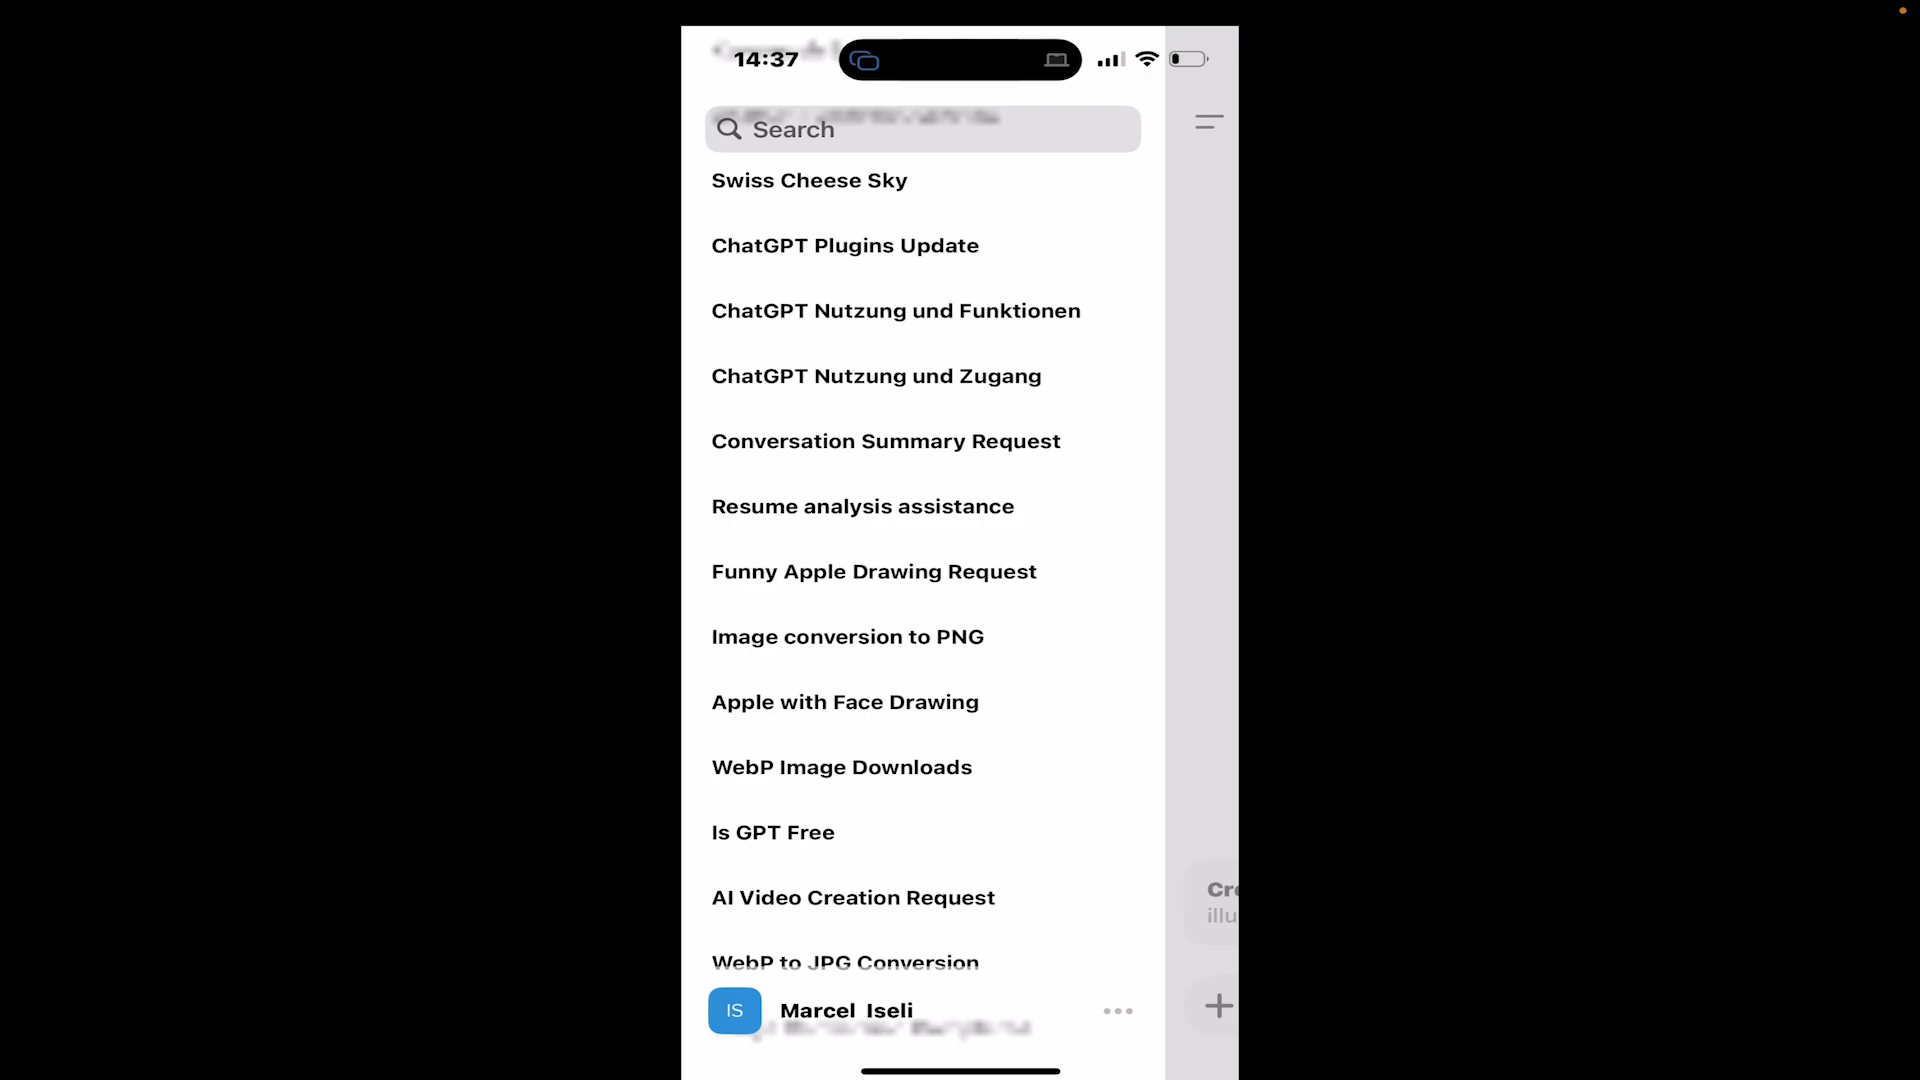 14:37
Search
Swiss Cheese Sky
ChatGPT Plugins Update
ChatGPT Nutzung und Funktionen
ChatGPT Nutzung und Zugang
Conversation Summary Request
Resume analysis assistance
Funny Apple Drawing Request
Image conversion to PNG
Apple with Face Drawing
WebP Image Downloads
Is GPT Free
AI Video Creation Request
Cre
illu
WebP to JPG Conversion
IS
Marcel Iseli